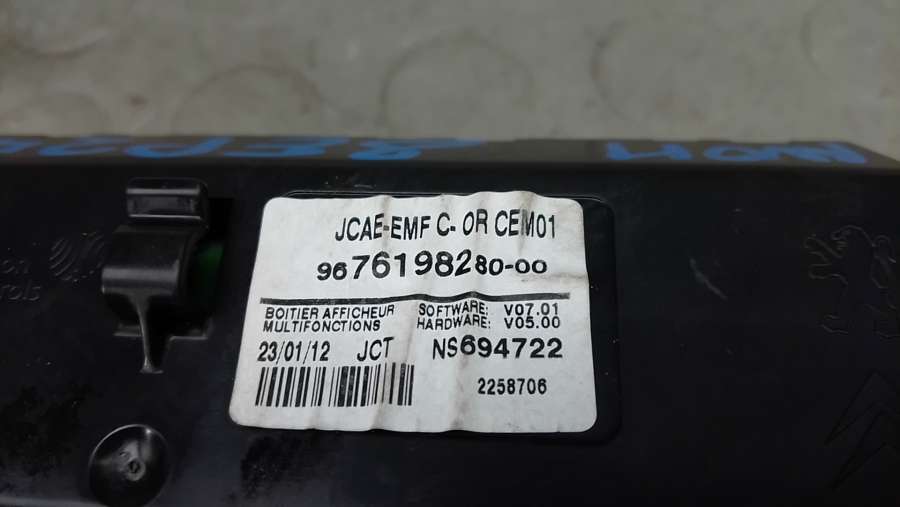 JCAE-EMF C- OR CEM01
9676198280-00
BOITIER AFFICHEUR
MULTIFONCTIONS
SOFTWARE: V07.01
HARDWARE: V05.00
23/01/12 JCT NS694722
2258706